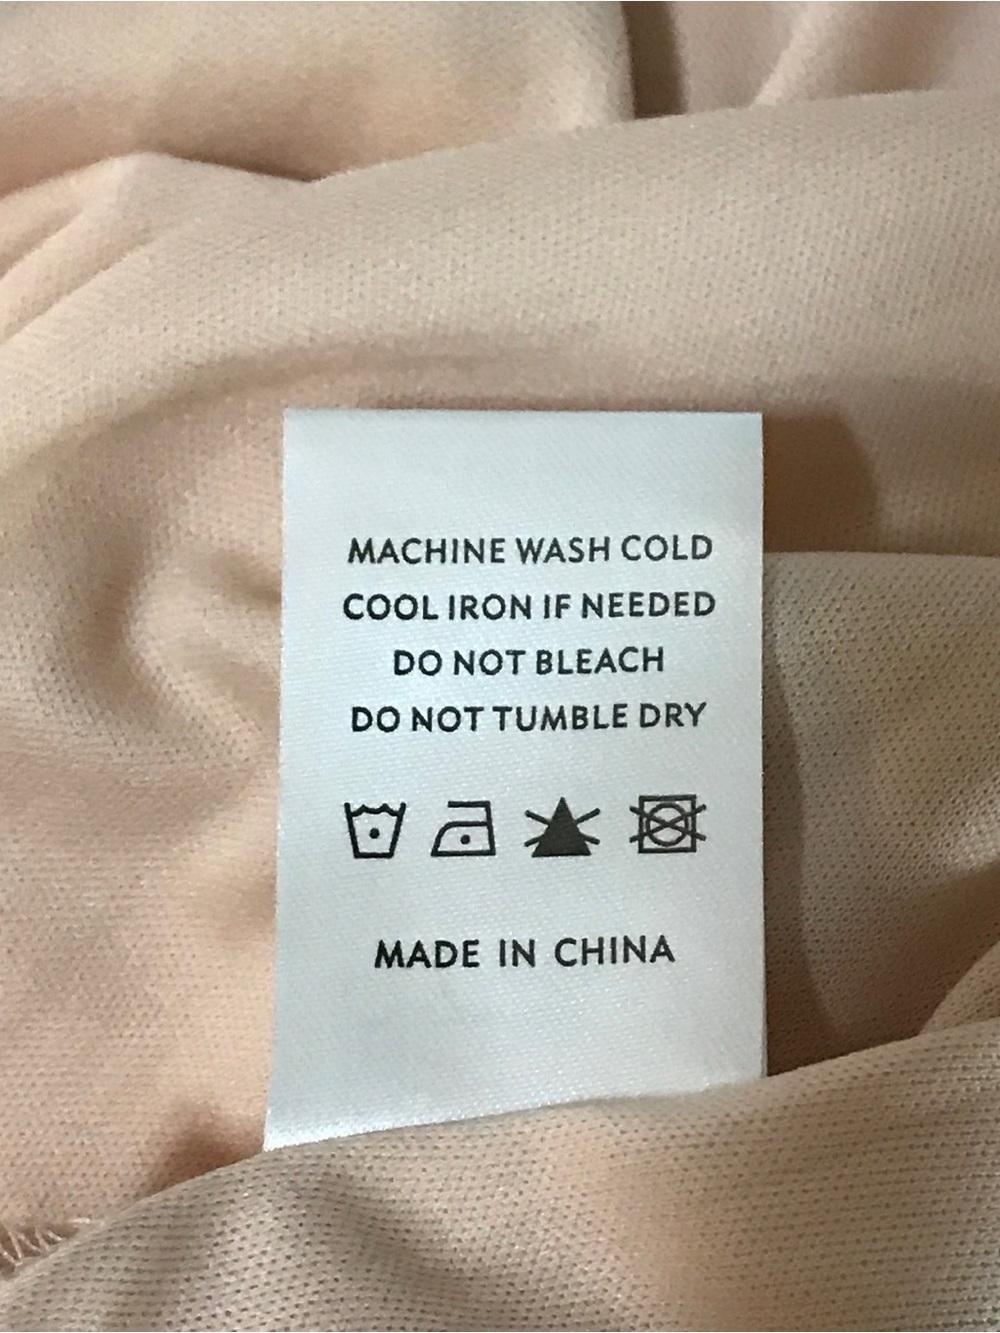 MACHINE WASH COLD
COOL IRON IF NEEDED
DO NOT BLEACH
DO NOT TUMBLE DRY
MADE IN CHINA